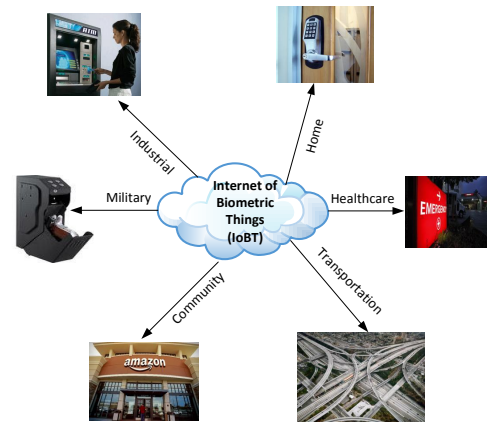 ATM
Industrial
Home
Military
Internet of
Biometric
Things
(IoBT)
Healthcare
EMERGENCY
Community
Transportation
amazon